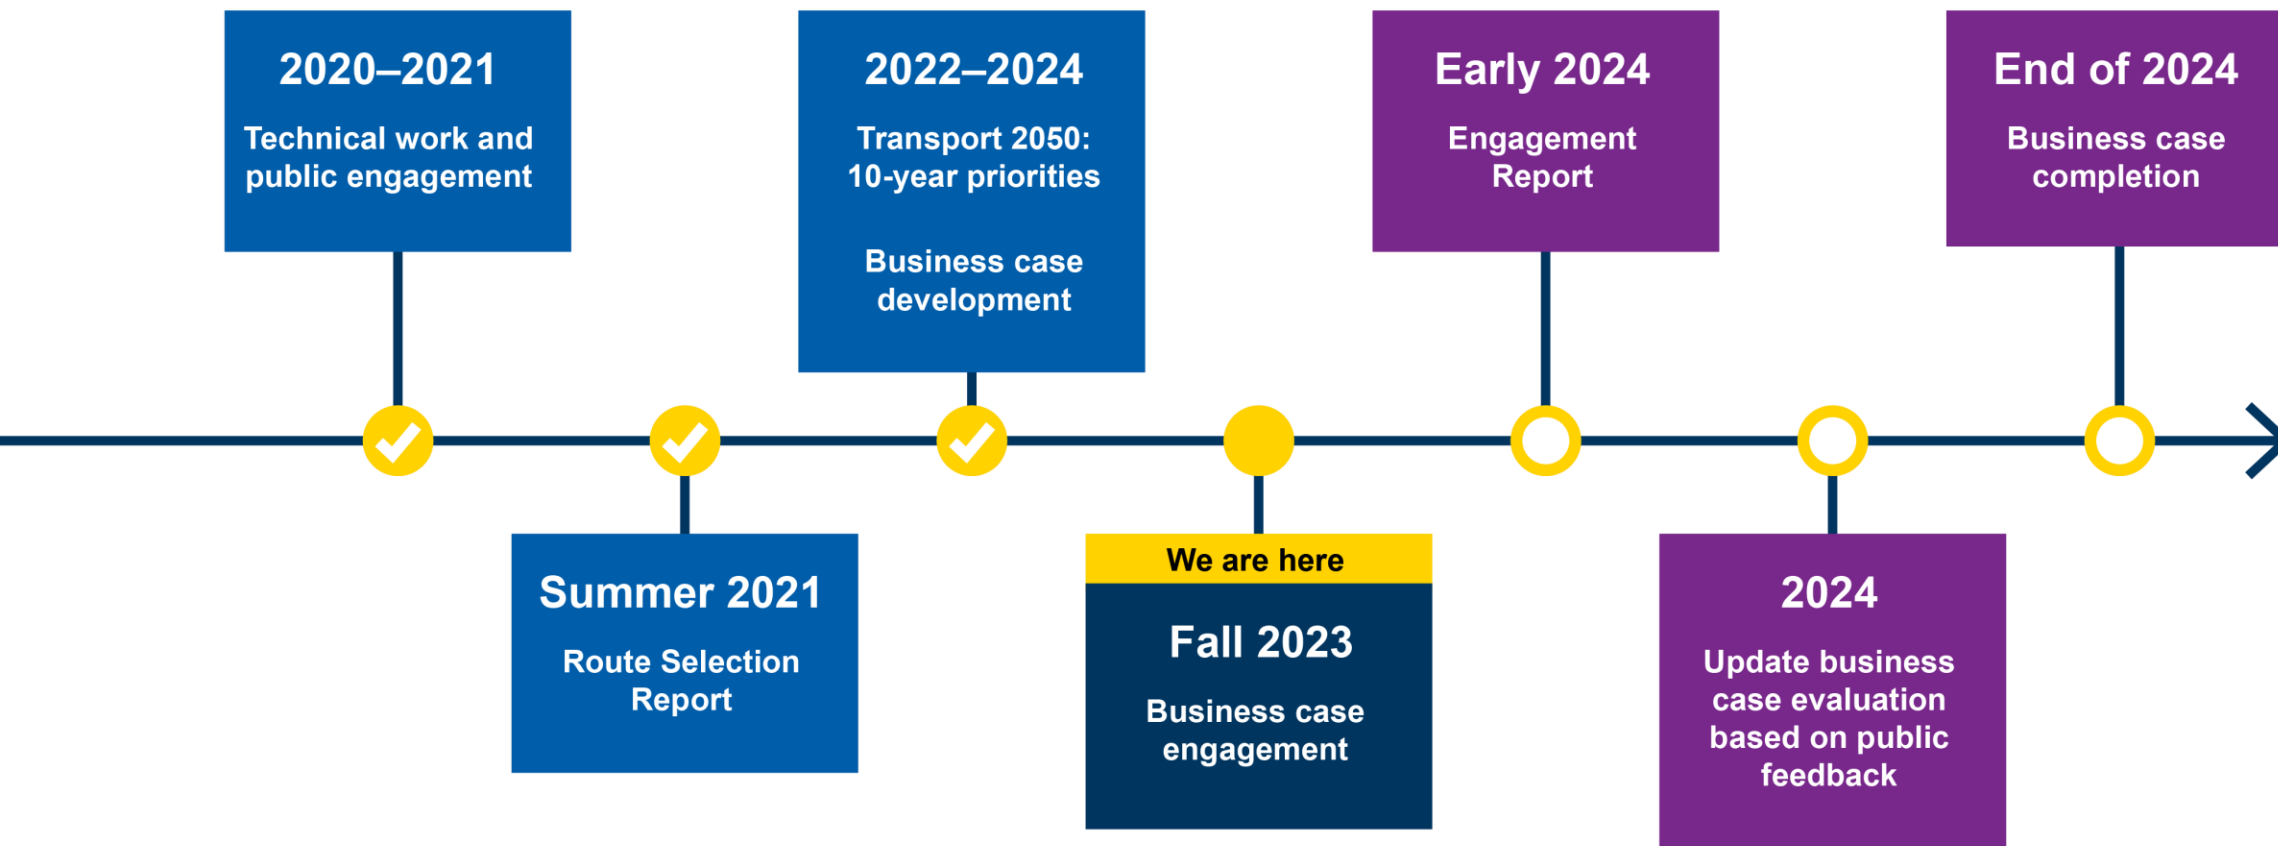 2020–2021
Technical work and
public engagement
Summer 2021
Route Selection
Report
2022–2024
Transport 2050:
10-year priorities
Business case
development
We are here
Fall 2023
Business case
engagement
Early 2024
Engagement
Report
2024
Update business
case evaluation
based on public
feedback
End of 2024
Business case
completion